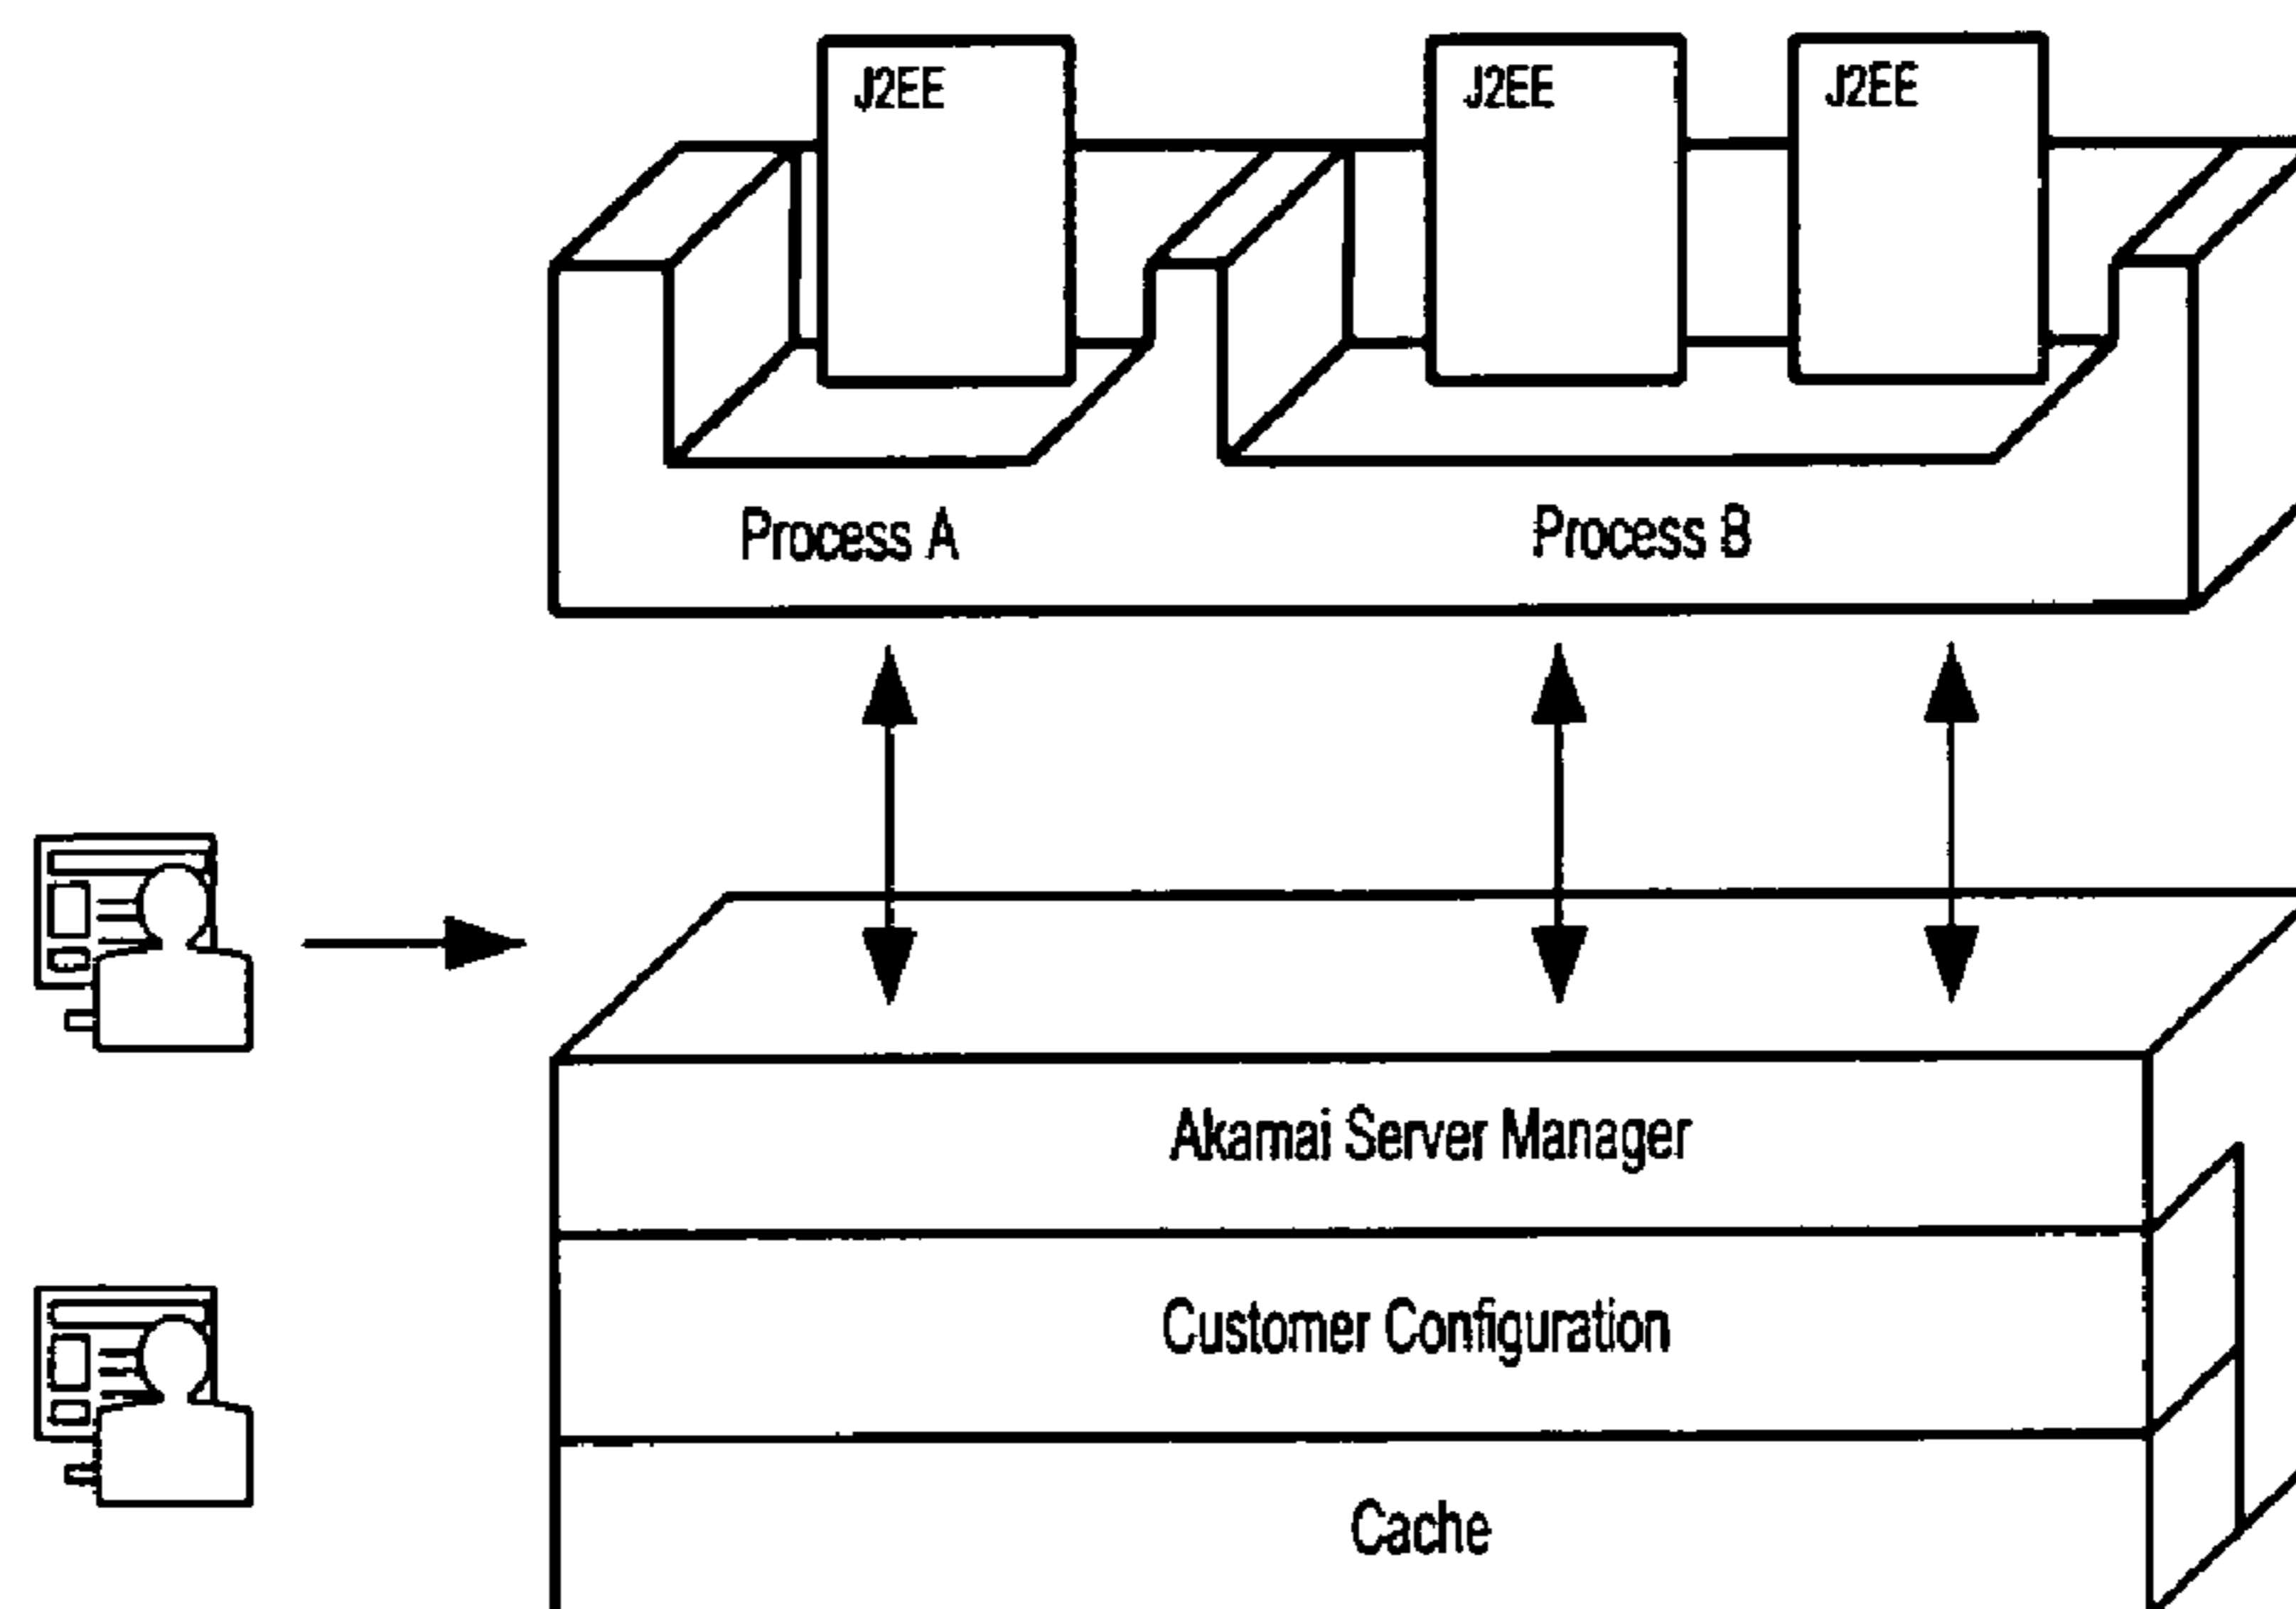 J2EE
J2EE
J2EE
Process A
Process B
Akamai Server Manager
Customer Configuration
Cache